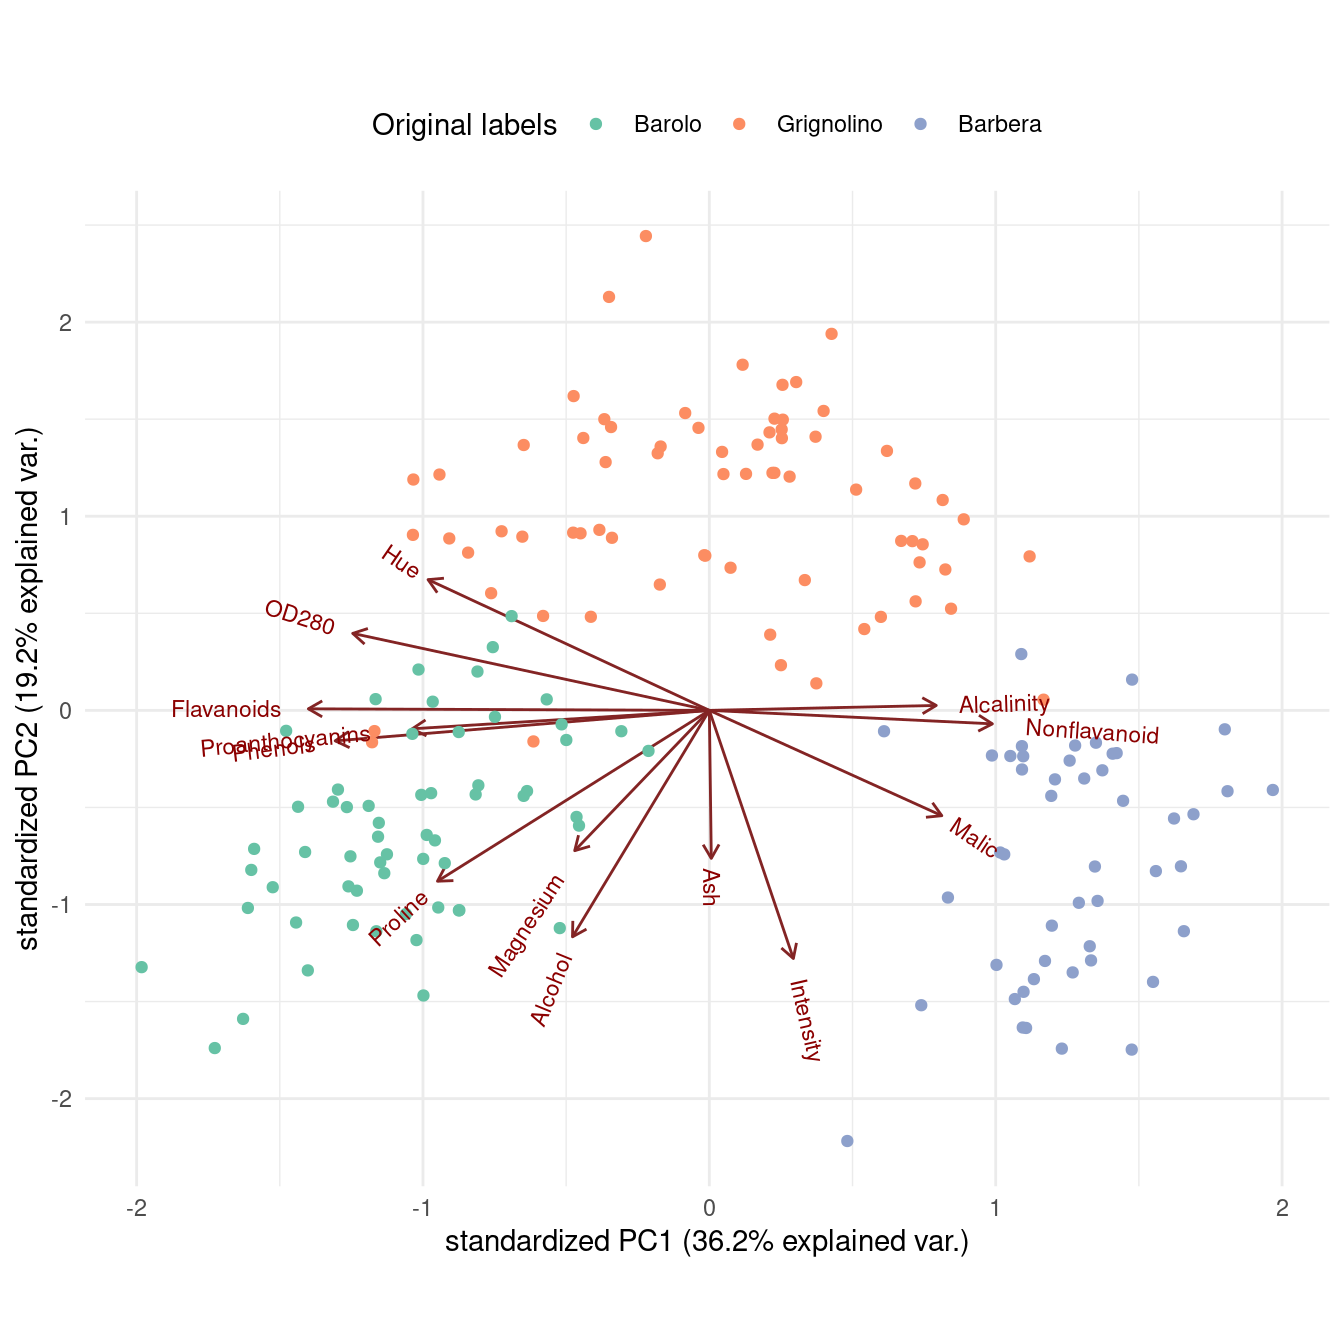 Original labels Barolo Grignolino Barbera
2
1
0
-1
-2
standardized PC2 (19.2% explained var.)
Hue
OD280
Flavanoids
Proanthocyanins
Phenols
Alcalinity
Nonflavanoid
Malic
Proline
Magnesium
Alcohol
Ash
Intensity
-2 -1 0 1 2
standardized PC1 (36.2% explained var.)